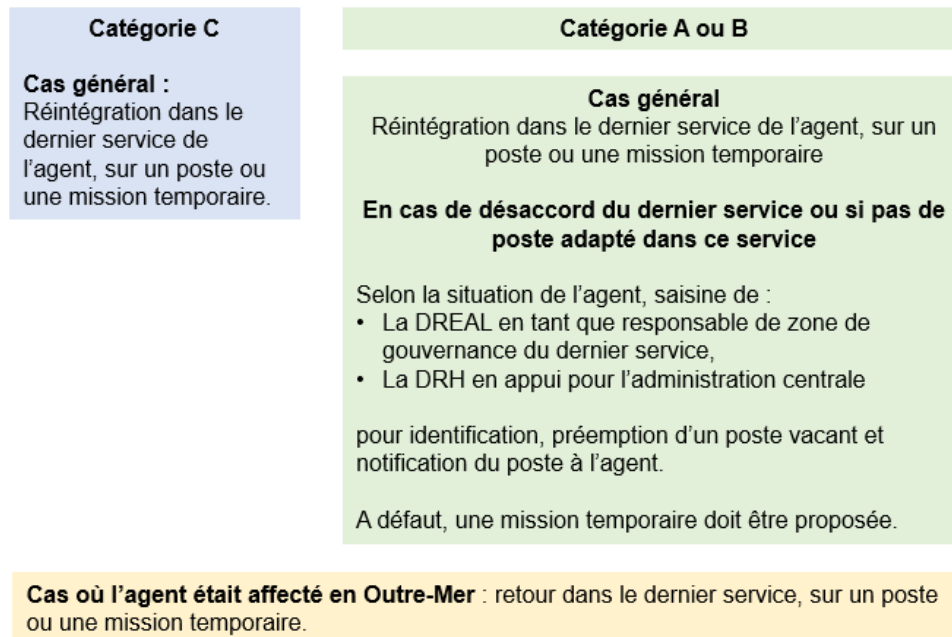 Catégorie C
Cas général :
Réintégration dans le
dernier service de
l’agent, sur un poste ou
une mission temporaire.
Catégorie A ou B
Cas général
Réintégration dans le dernier service de l’agent, sur un
poste ou une mission temporaire
En cas de désaccord du dernier service ou si pas de
poste adapté dans ce service
Selon la situation de l’agent, saisine de :
• La DREAL en tant que responsable de zone de
gouvernance du dernier service,
• La DRH en appui pour l’administration centrale
pour identification, préemption d’un poste vacant et
notification du poste à l’agent.
A défaut, une mission temporaire doit être proposée.
Cas où l’agent était affecté en Outre-Mer : retour dans le dernier service, sur un poste
ou une mission temporaire.